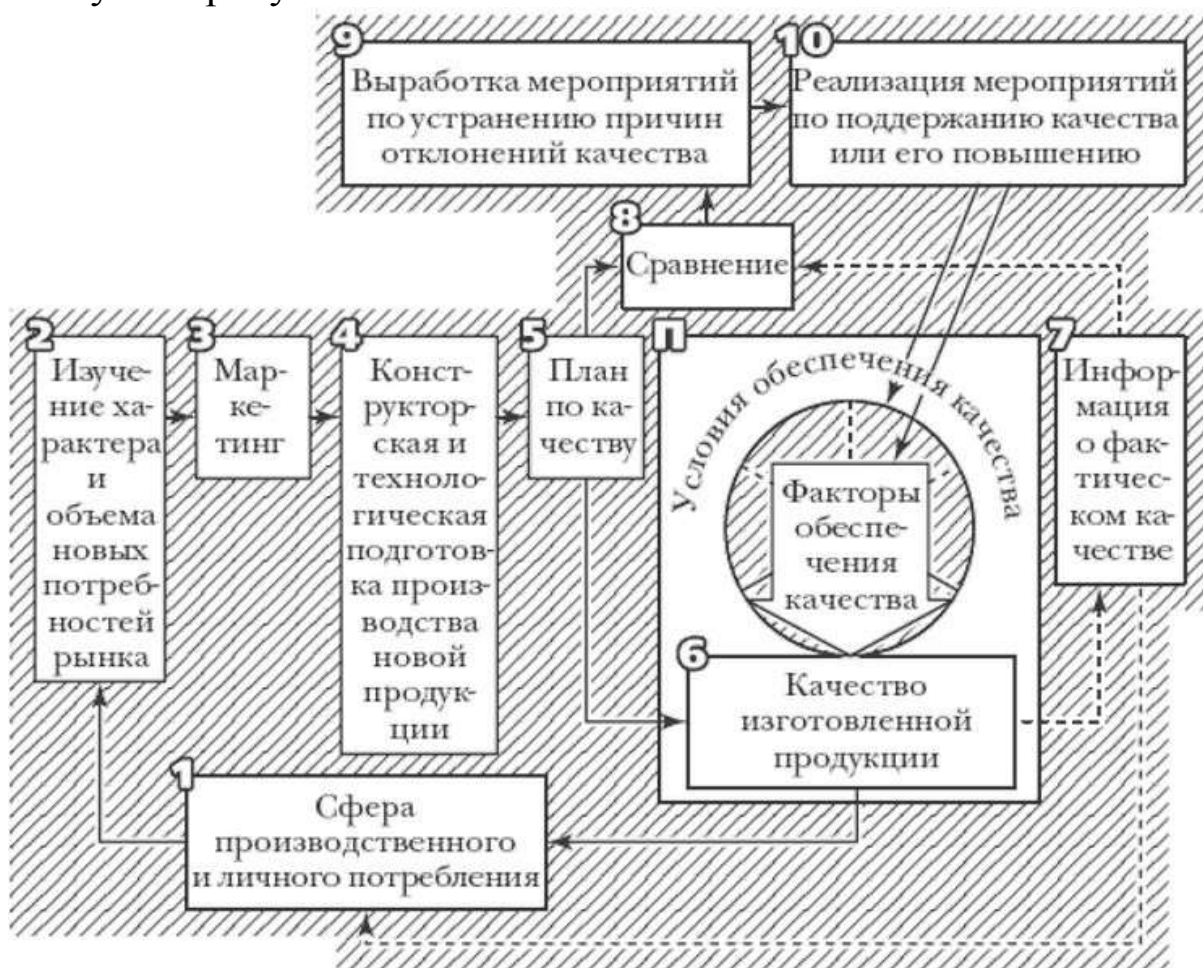 9
Выработка мероприятий
по устранению причин
отклонений качества
10
Реализация мероприятий
по поддержанию качества
или его повышению
8
Сравнение
2
Изуче-
ние ха-
рактера
и
объема
новых
потреб-
ностей
рынка
3
Мар-
ке-
тинг
4
Конст-
руктор-
ская и
техноло-
гическая
подготов-
ка произ-
водства
новой
продук-
ции
5
План
по ка-
честву
П
Условия обеспечения качества
Факторы
обеспе-
чения
качества
6
Качество
изготовленной
продукции
7
Инфор-
мация
о фак-
тичес-
ком ка-
честве
1
Сфера
производственного
и личного потребления